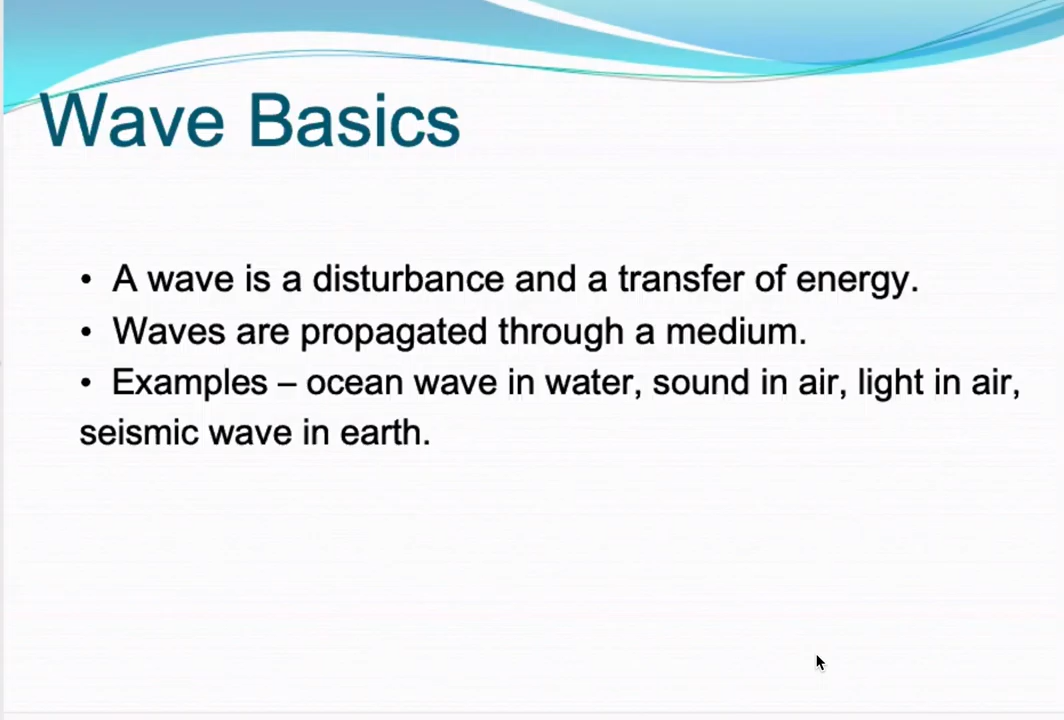 Wave Basics
• A wave is a disturbance and a transfer of energy.
• Waves are propagated through a medium.
• Examples – ocean wave in water, sound in air, light in air,
seismic wave in earth.